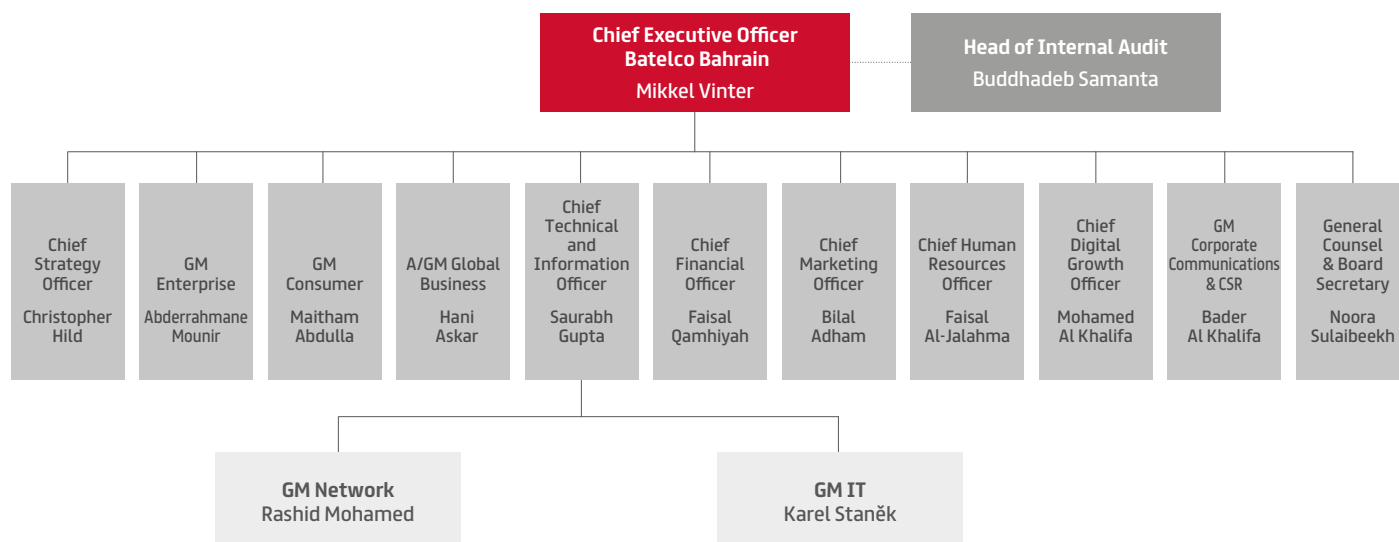 Chief Executive Officer
Batelco Bahrain
Mikkel Vinter
Head of Internal Audit
Buddhadeb Samanta
Chief
Strategy
Officer
Christopher
Hild
GM
Enterprise
Abderrahmane
Mounir
GM
Consumer
Maitham
Abdulla
A/GM Global
Business
Hani
Askar
Chief
Technical
and
Information
Officer
Saurabh
Gupta
Chief
Financial
Officer
Faisal
Qamhiyah
Chief
Marketing
Officer
Bilal
Adham
Chief Human
Resources
Officer
Faisal
Al-Jalahma
Chief
Digital
Growth
Officer
Mohamed
Al Khalifa
GM
Corporate
Communications
& CSR
Bader
Al Khalifa
General
Counsel
& Board
Secretary
Noora
Sulaibeekh
GM Network
Rashid Mohamed
GM IT
Karel Staněk